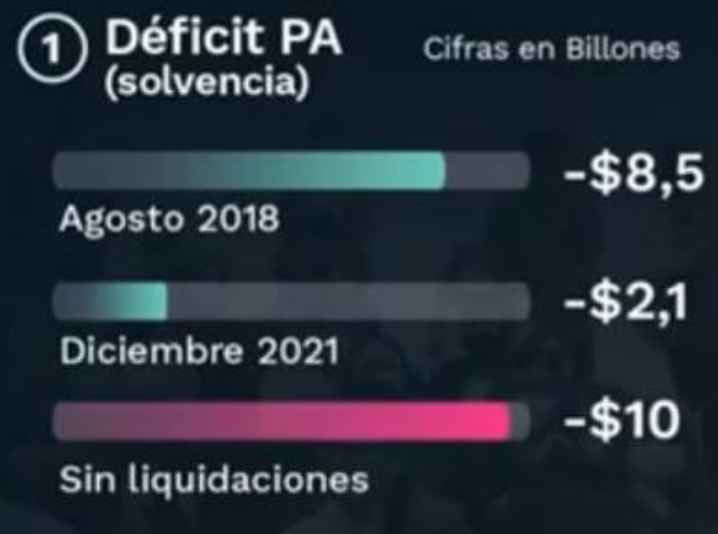 1 Déficit PA
(solvencia)
Cifras en Billones
-$8,5
Agosto 2018
-$2,1
Diciembre 2021
-$10
Sin liquidaciones